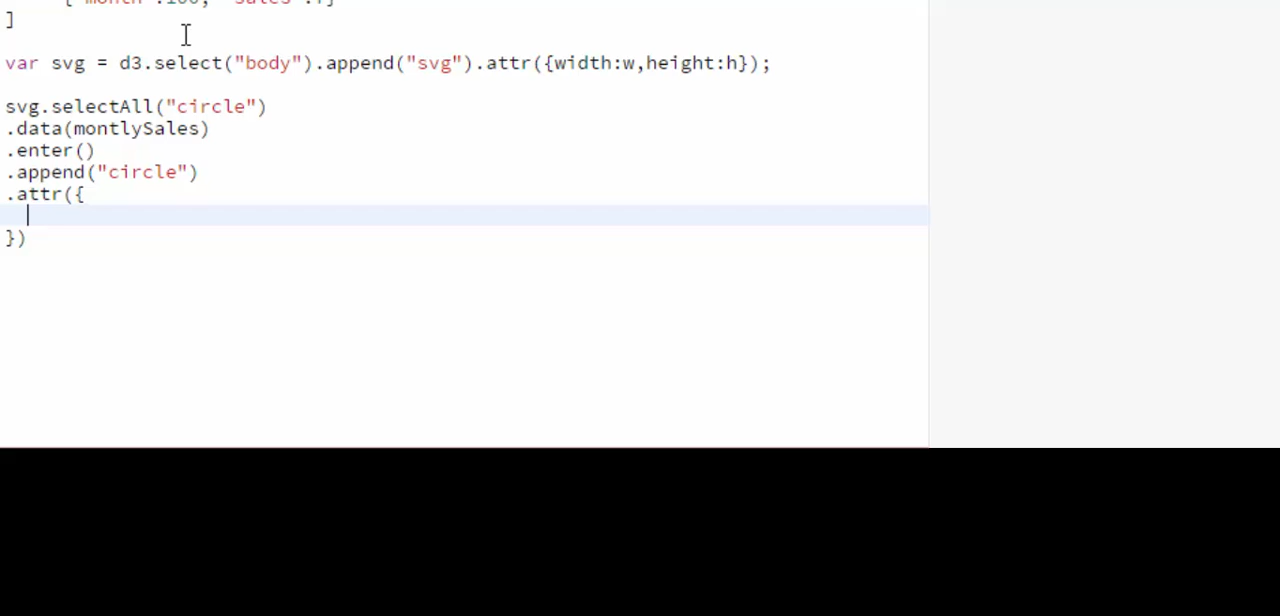 ]
var svg = d3.select("body").append("svg").attr({width:w,height:h});
svg.selectAll("circle")
.data(montlySales)
.enter()
.append("circle")
.attr({
})